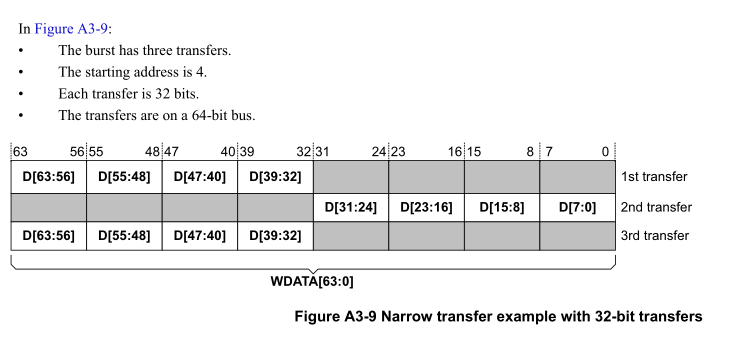 In Figure A3-9:
• The burst has three transfers.
• The starting address is 4.
• Each transfer is 32 bits.
• The transfers are on a 64-bit bus.
63 56 55 48 47 40 39 32 31 24 23 16 15 8 7 0
D[63:56] D[55:48] D[47:40] D[39:32] 1st transfer
D[31:24] D[23:16] D[15:8] D[7:0] 2nd transfer
D[63:56] D[55:48] D[47:40] D[39:32] 3rd transfer
WDATA[63:0]
Figure A3-9 Narrow transfer example with 32-bit transfers